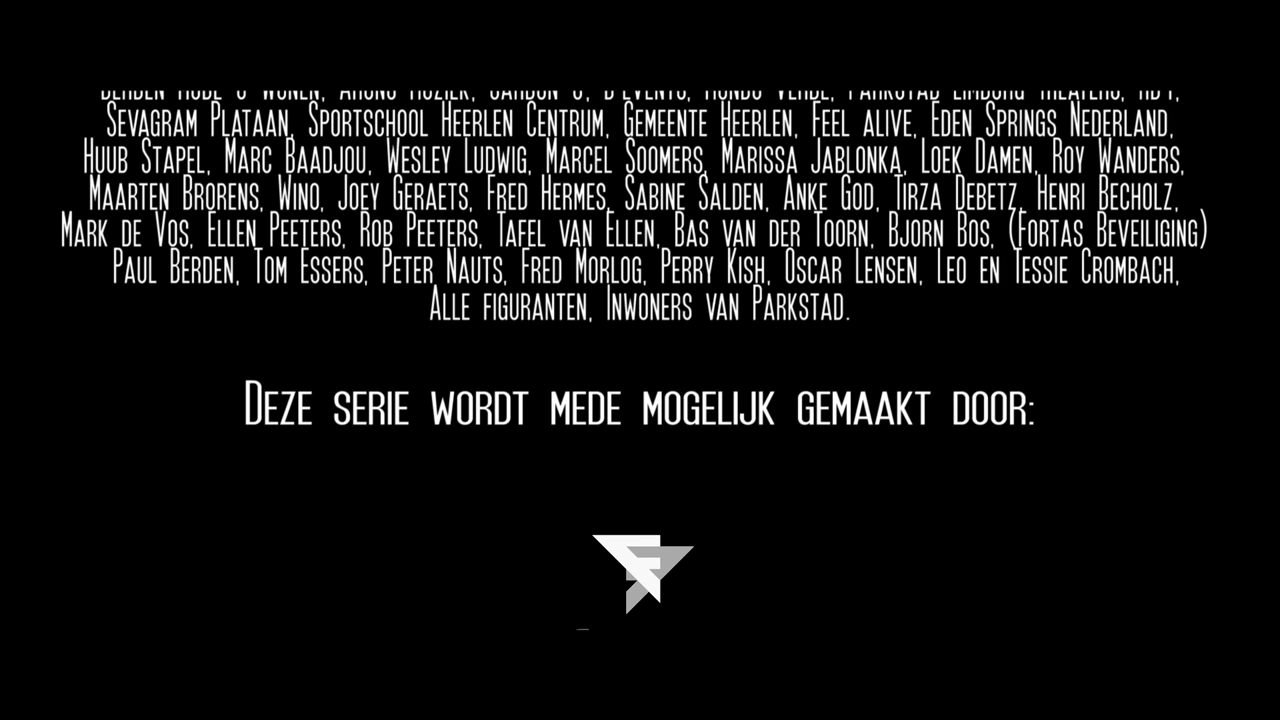 Sevagram Plataan, Sportschool Heerlen Centrum, Gemeente Heerlen, Feel alive, Eden Springs Nederland,
Huub Stapel, Marc Baadjou, Wesley Ludwig, Marcel Soomers, Marissa Jablonka, Loek Damen, Roy Wanders,
Maarten Brorens, Wino, Joey Geraets, Fred Hermes, Sabine Salden, Anke God, Tirza Debetz, Henri Becholz,
Mark de Vos, Ellen Peeters, Rob Peeters, Tafel van Ellen, Bas van der Toorn, Bjorn Bos, (Fortas Beveiliging)
Paul Berden, Tom Essers, Peter Nauts, Fred Morlog, Perry Kish, Oscar Lensen, Leo en Tessie Crombach,
Alle figuranten, Inwoners van Parkstad.
Deze serie wordt mede mogelijk gemaakt door: